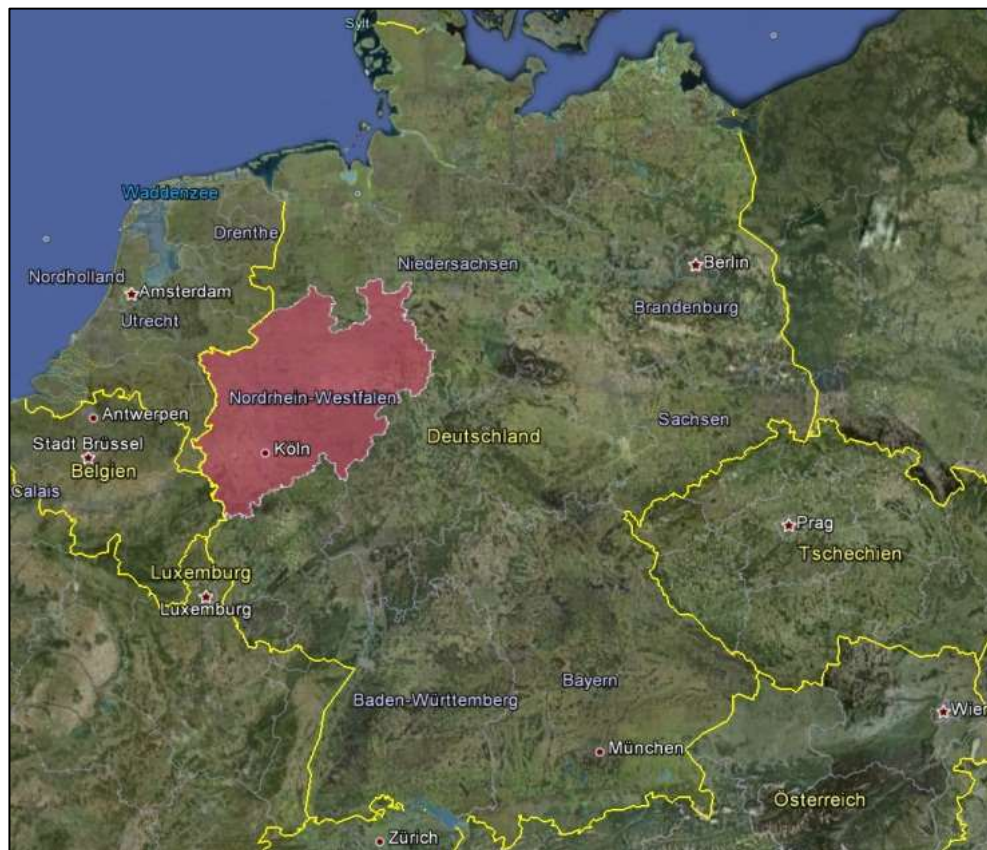 Sylt
Waddenzee
Drenthe
Niedersachsen
Berlin
Nordholland
Amsterdam
Utrecht
Brandenburg
Nordrhein-Westfalen
Antwerpen
Sachsen
Deutschland
Stadt Brüssel
Köln
Belgien
Calais
Prag
Tschechien
Luxemburg
Luxemburg
Bayern
Baden-Württemberg
Wien
München
Österreich
Zürich